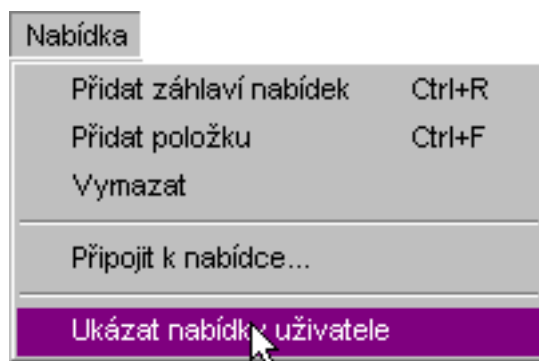 Nabídka
Přidat záhlaví nabídek Ctrl+R
Přidat položku Ctrl+F
Vymazat
Připojit k nabídce...
Ukázat nabídky uživatele